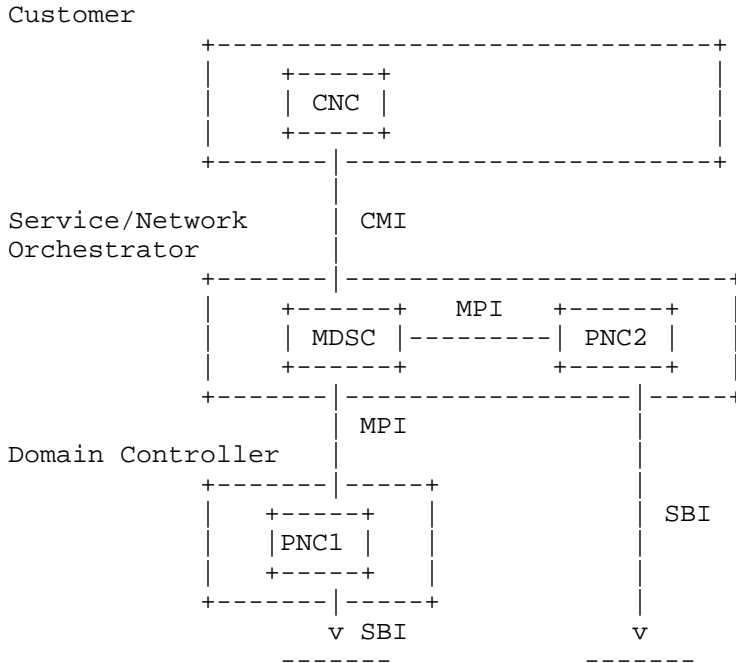 Customer
CNC
Service/Network CMI
Orchestrator
MPI
MDSC PNC2
MPI
Domain Controller
SBI
PNC1
v SBI v